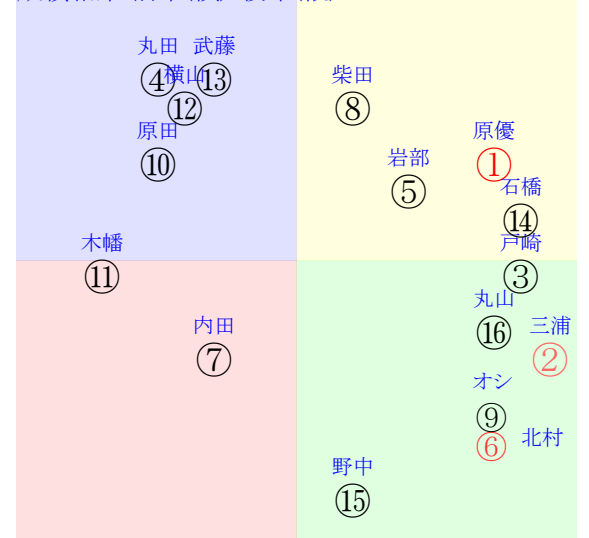 丸田 武藤
横山
④ ⑬ 柴田
⑫ ⑧
原田 原優
⑩ 岩部 ①
⑤ 石橋
⑭
木幡 戸崎
⑪ ③
丸山
内田 ⑯ 三浦
⑦ ②
オシ
⑨
⑥ 北村
野中
⑮